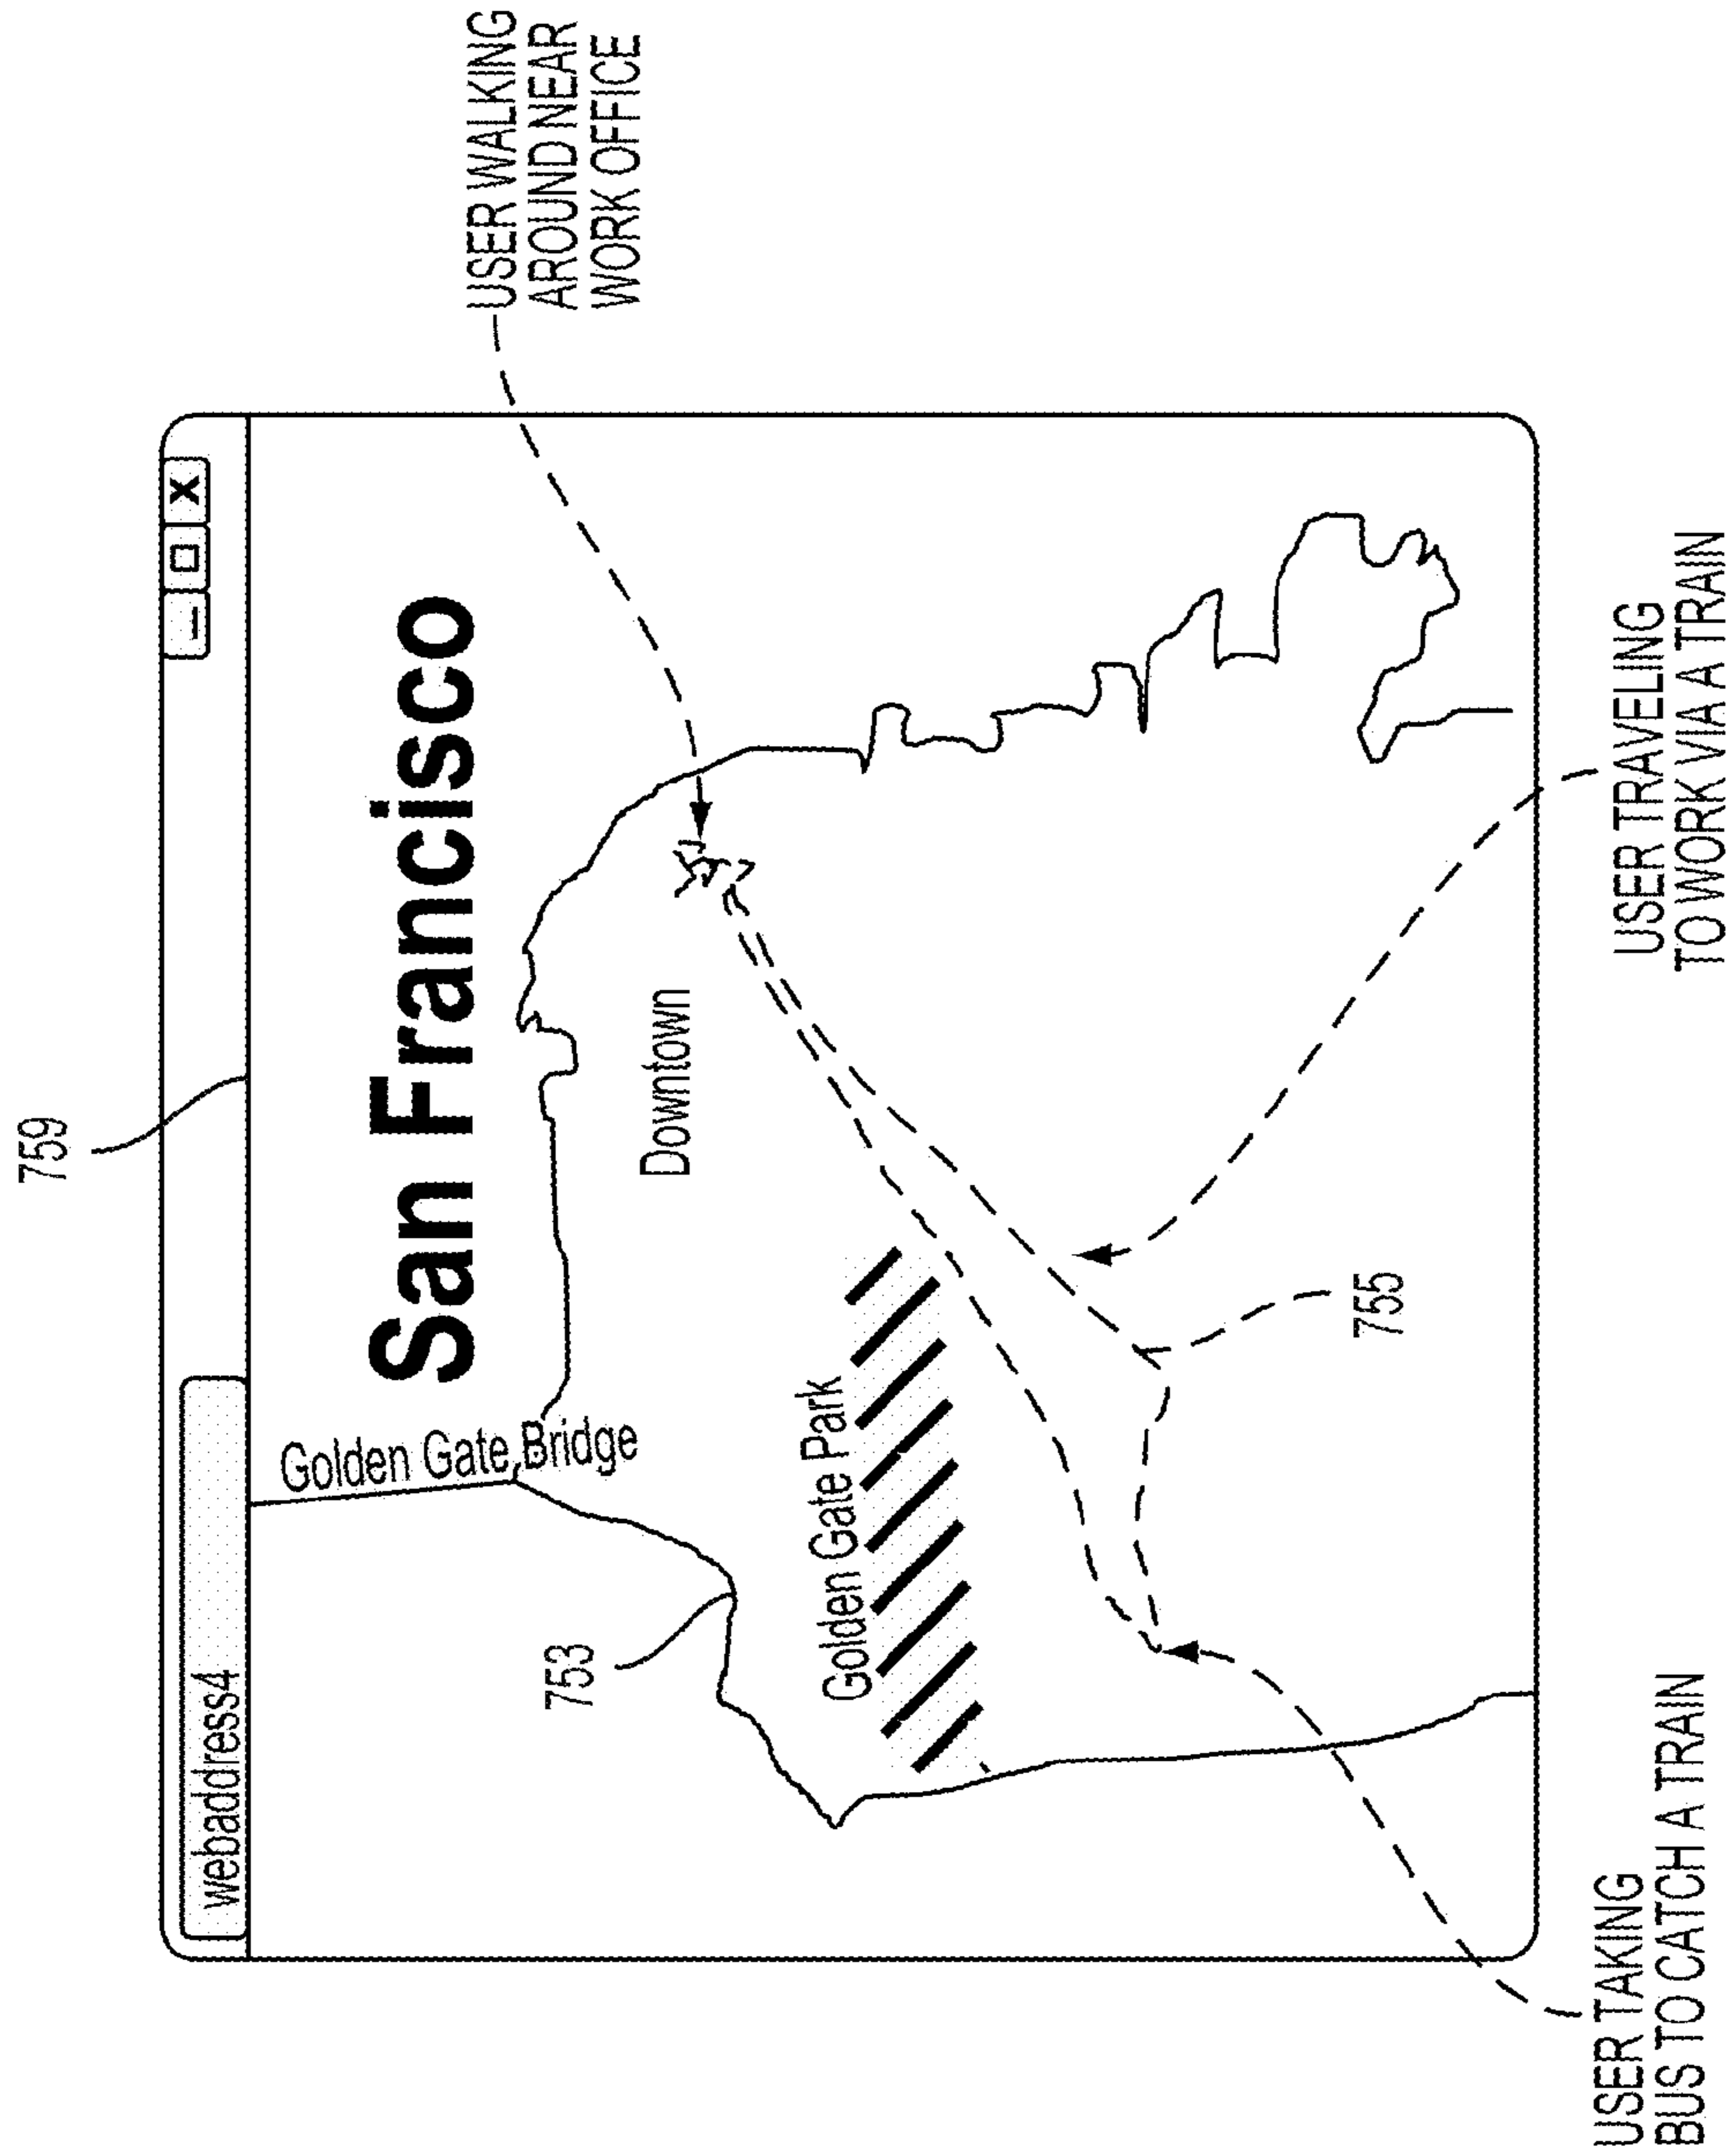 759
webaddress4
_ □ X
San Francisco
Golden Gate Bridge
USER WALKING
AROUND NEAR
WORK OFFICE
753
Downtown
Golden Gate Park
755
USER TAKING
BUS TO CATCH A TRAIN
USER TRAVELING
TO WORK VIA A TRAIN